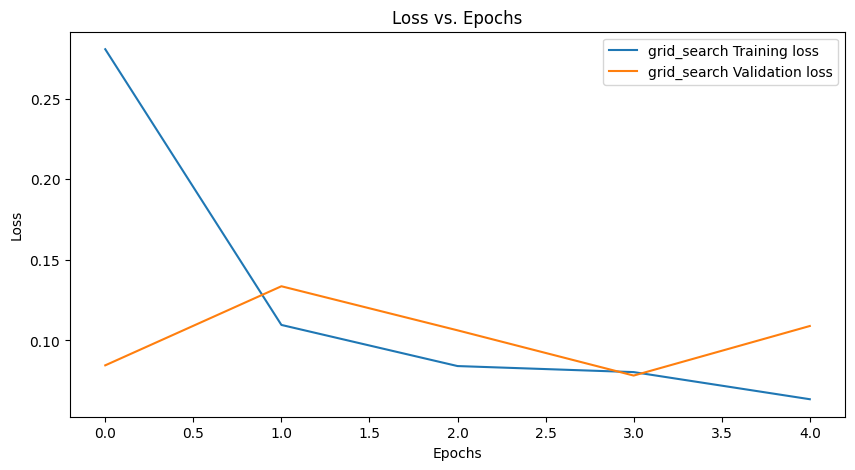 Loss vs. Epochs
grid_search Training loss
grid_search Validation loss
0.25
0.20
0.15
0.10
Loss
0.0 0.5 1.0 1.5 2.0 2.5 3.0 3.5 4.0
Epochs